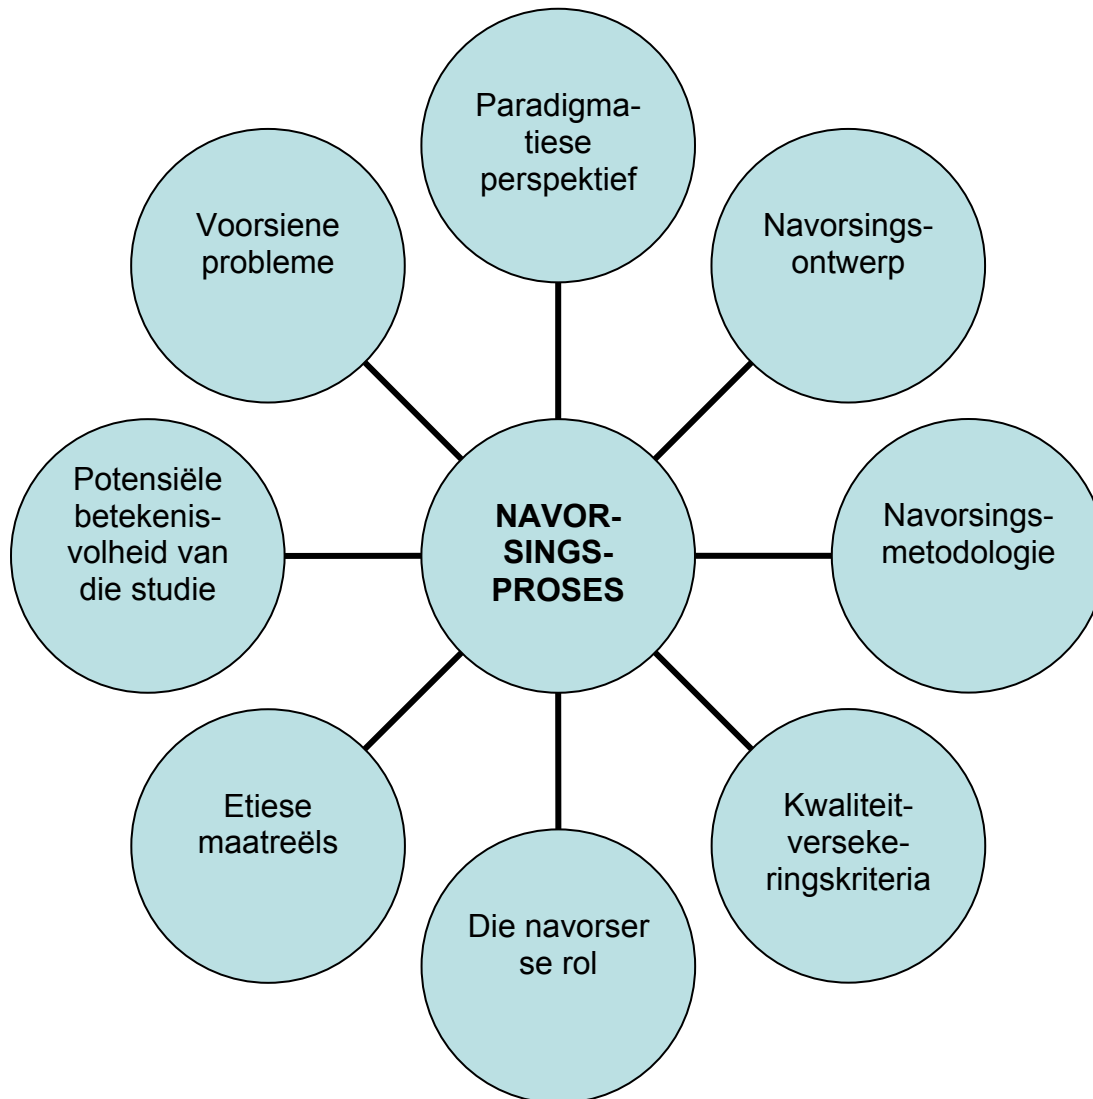 Paradigma-
tiese
perspektief
Navorsings-
ontwerp
Navorsings-
metodologie
Kwaliteit-
verseke-
ringskriteria
Die navorser
se rol
Etiese
maatreëls
Potensiële
betekenis-
volheid van
die studie
Voorsiene
probleme
NAVOR-
SINGS-
PROSES